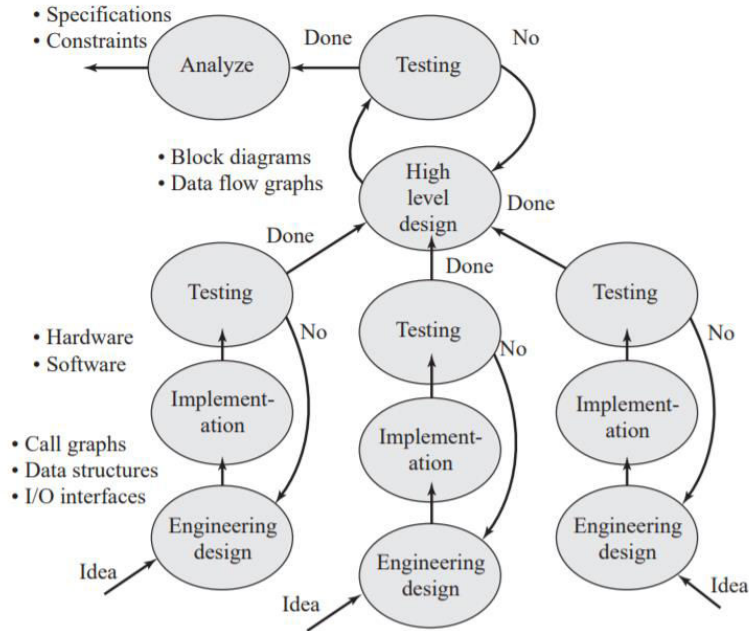 • Specifications
• Constraints
Done
No
Analyze
Testing
• Block diagrams
• Data flow graphs
High
level
design
Done
Done
Done
Testing
Testing
Testing
No
No
No
• Hardware
• Software
Implement-
ation
Implement-
ation
Implement-
ation
• Call graphs
• Data structures
• I/O interfaces
Engineering
design
Engineering
design
Engineering
design
Idea
Idea
Idea